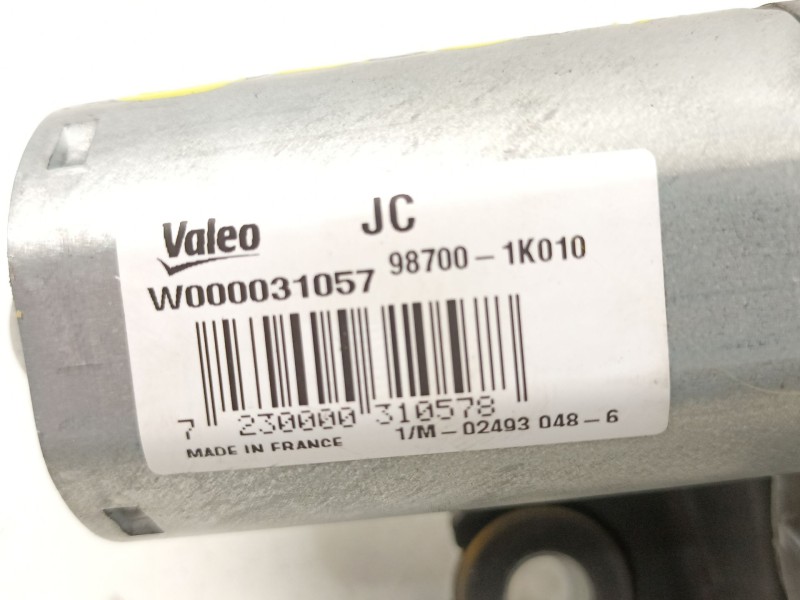 Valeo JC
W000031057 98700-1K010
7 230000 310578
MADE IN FRANCE 1/M-02493 048-6